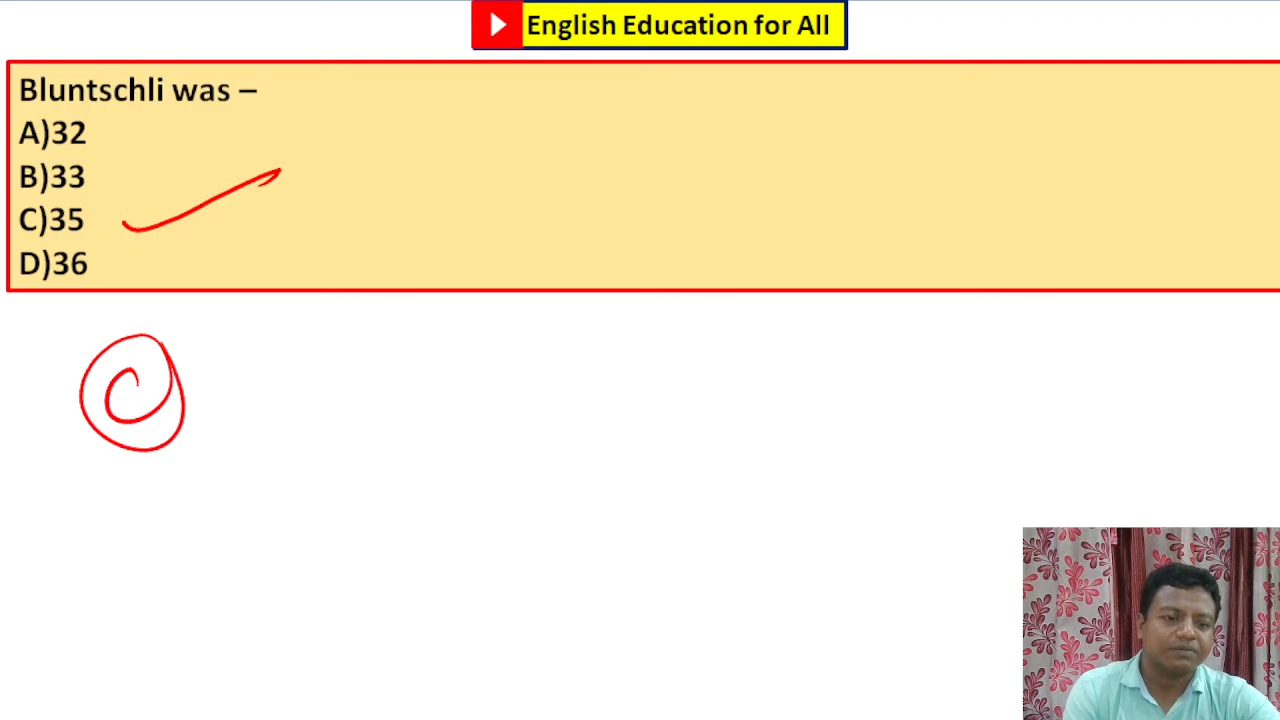 English Education for All
Bluntschli was –
A)32
B)33
C)35
D)36
C